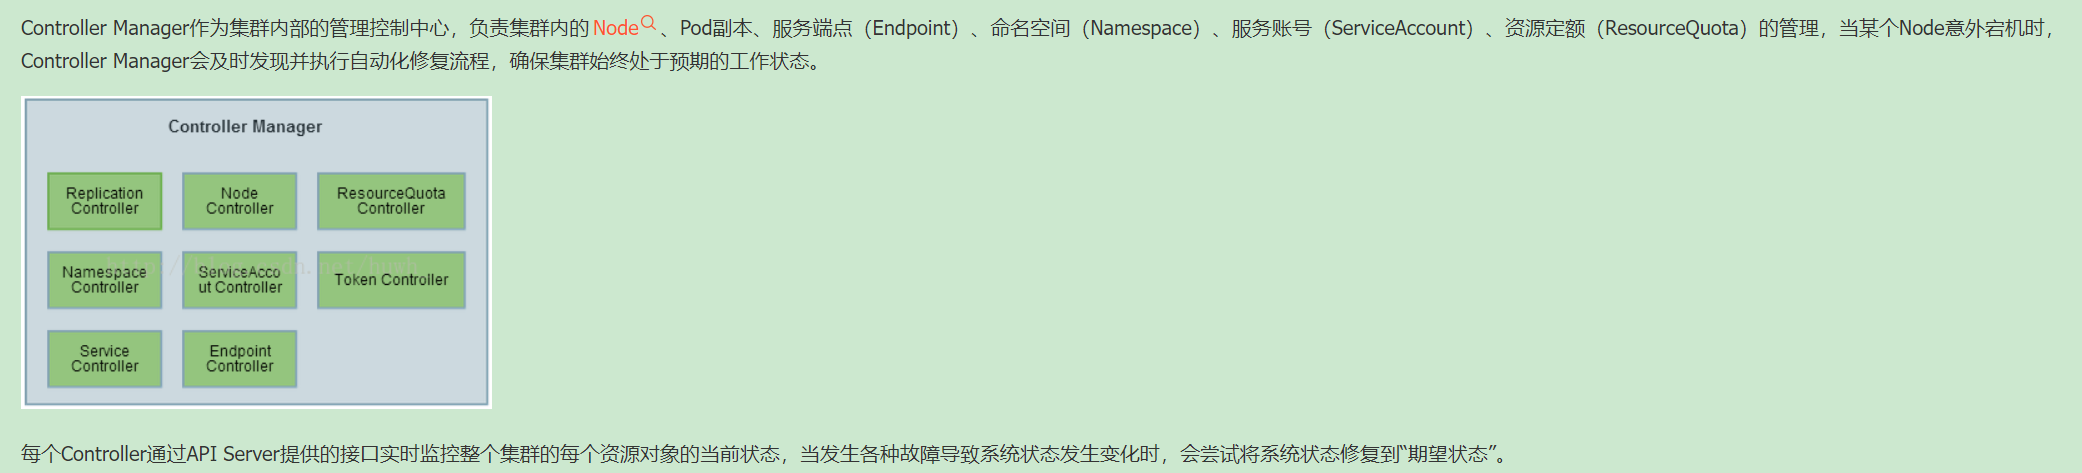 Controller Manager作为集群内部的管理控制中心，负责集群内的Node、Pod副本、服务端点（Endpoint）、命名空间（Namespace）、服务账号（ServiceAccount）、资源定额（ResourceQuota）的管理，当某个Node意外宕机时，
Controller Manager会及时发现并执行自动化修复流程，确保集群始终处于预期的工作状态。
Controller Manager
Replication
Controller
Node
Controller
ResourceQuota
Controller
Namespace
Controller
ServiceAcco
ut Controller
Token Controller
Service
Controller
Endpoint
Controller
每个Controller通过API Server提供的接口实时监控整个集群的每个资源对象的当前状态，当发生各种故障导致系统状态发生变化时，会尝试将系统状态修复到“期望状态”。